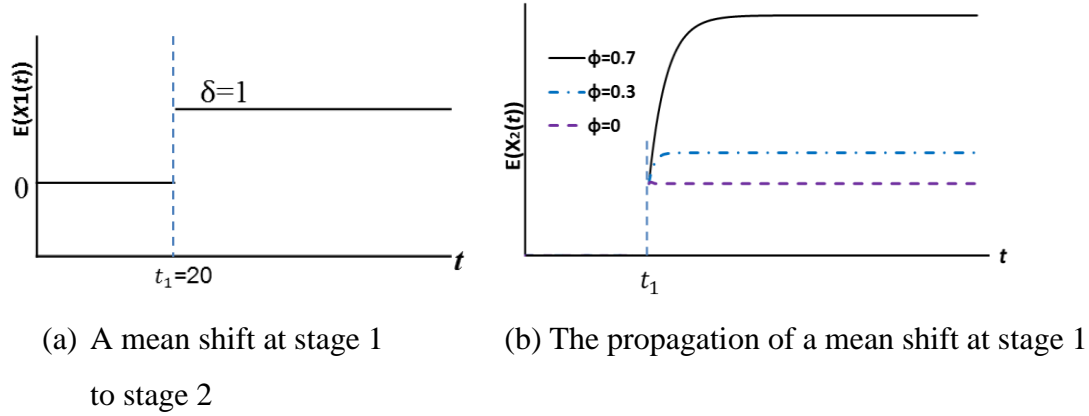 E(X1(t))
δ=1
0
t₁=20
t
E(X₂(t))
ϕ=0.7
ϕ=0.3
ϕ=0
t₁
t
(a) A mean shift at stage 1
to stage 2
(b) The propagation of a mean shift at stage 1